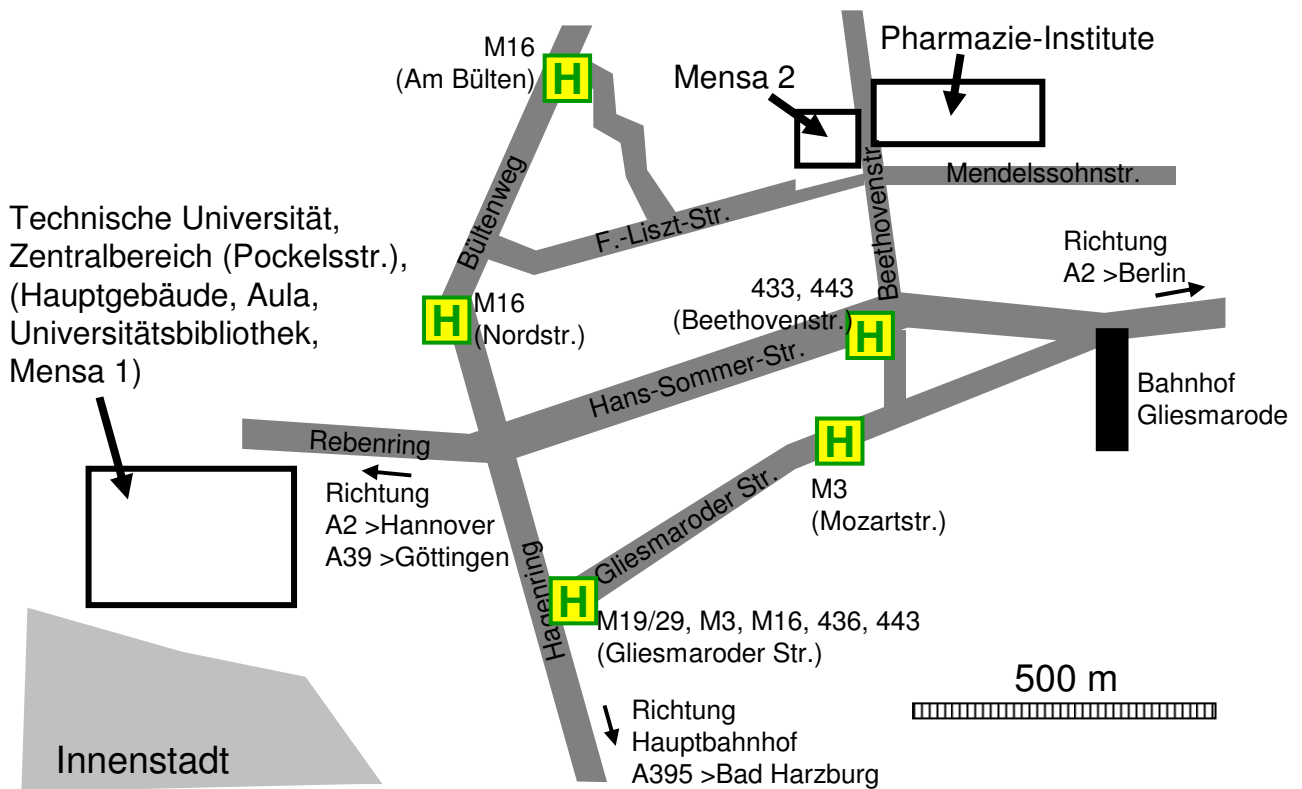 M16
(Am Bülten)
H
Pharmazie-Institute
Mensa 2
Mendelssohnstr.
Beethovenstr.
Bültenweg
F.-Liszt-Str.
Technische Universität,
Zentralbereich (Pockelsstr.),
(Hauptgebäude, Aula,
Universitätsbibliothek,
Mensa 1)
H
M16
(Nordstr.)
433, 443
(Beethovenstr.)
H
Richtung
A2 >Berlin
Hans-Sommer-Str.
Bahnhof
Gliesmarode
Rebenring
Richtung
A2 >Hannover
A39 >Göttingen
H
M3
(Mozartstr.)
Gliesmaroder Str.
Hagenring
H
M19/29, M3, M16, 436, 443
(Gliesmaroder Str.)
500 m
Richtung
Hauptbahnhof
A395 >Bad Harzburg
Innenstadt